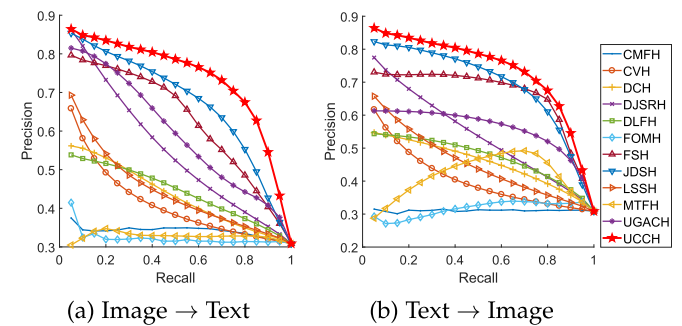 0.9
0.8
0.7
0.6
0.5
0.4
0.3
Precision
0 0.2 0.4 0.6 0.8 1
Recall
(a) Image → Text
0.9
0.8
0.7
0.6
0.5
0.4
0.3
0.2
Precision
0 0.2 0.4 0.6 0.8 1
Recall
(b) Text → Image
CMFH
CVH
DCH
DJSRH
DLFH
FOMH
FSH
JDSH
LSSH
MTFH
UGACH
UCCH